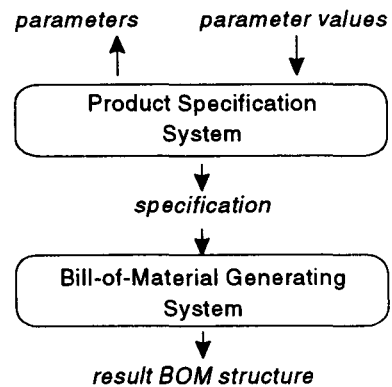 parameters parameter values
Product Specification
System
specification
Bill-of-Material Generating
System
result BOM structure